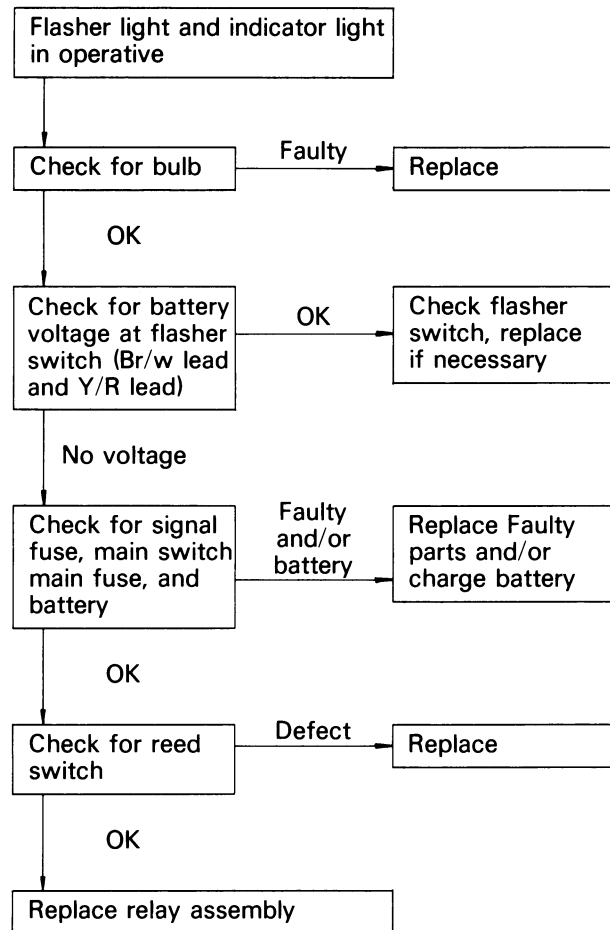 Flasher light and indicator light
in operative
Check for bulb
Faulty
Replace
OK
Check for battery
voltage at flasher
switch (Br/w lead
and Y/R lead)
OK
Check flasher
switch, replace
if necessary
No voltage
Check for signal
fuse, main switch
main fuse, and
battery
Faulty
and/or
battery
Replace Faulty
parts and/or
charge battery
OK
Check for reed
switch
Defect
Replace
OK
Replace relay assembly